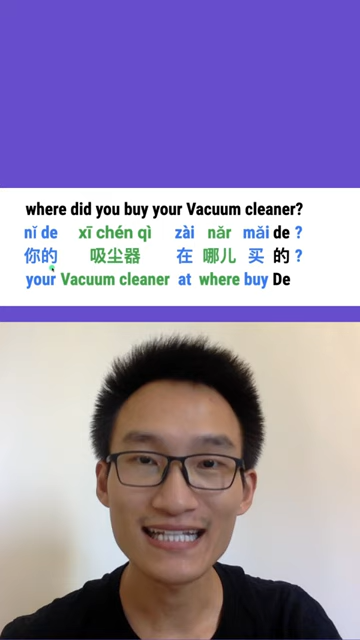 where did you buy your Vacuum cleaner?
nǐ de xī chén qì zài nǎr mǎi de ?
你的 吸尘器 在 哪儿 买 的 ?
your Vacuum cleaner at where buy De